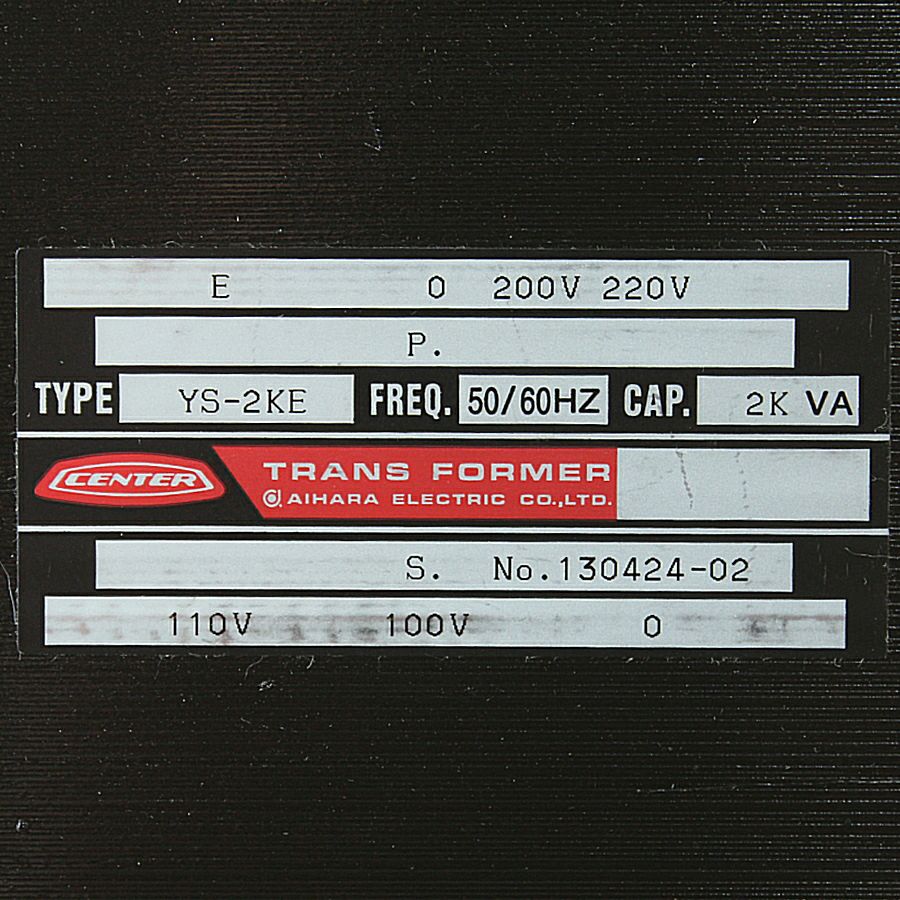 E 0 200V 220V
P.
TYPE YS-2KE FREQ. 50/60HZ CAP. 2K VA
CENTER TRANS FORMER
AIHARA ELECTRIC CO.,LTD.
S. No.130424-02
110V 100V 0